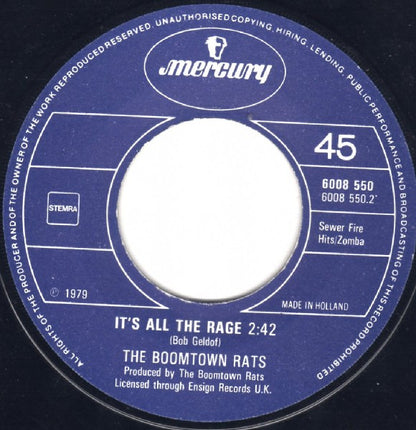 ALL RIGHTS OF THE PRODUCER AND OF THE OWNER OF THE WORK REPRODUCED RESERVED. UNAUTHORISED COPYING, HIRING, LENDING, PUBLIC PERFORMANCE AND BROADCASTING OF THIS RECORD PROHIBITED
mercury
45
6008 550
6008 550.2
STEMRA
Sewer Fire
Hits/Zomba
℗ 1979
MADE IN HOLLAND
IT'S ALL THE RAGE 2:42
(Bob Geldof)
THE BOOMTOWN RATS
Produced by The Boomtown Rats
Licensed through Ensign Records U.K.